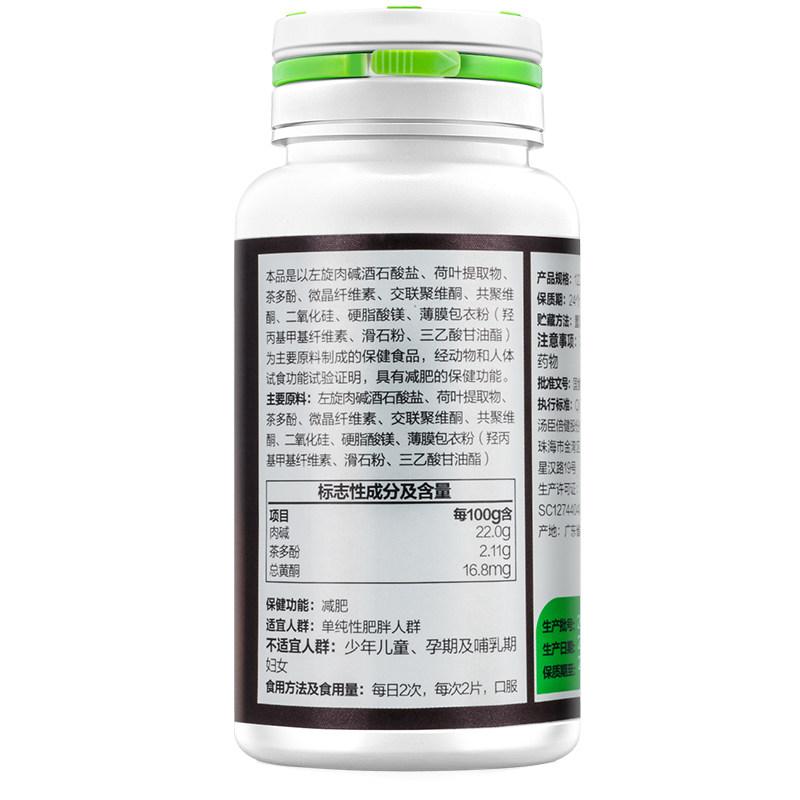 本品是以左旋肉碱酒石酸盐、荷叶提取物、
茶多酚、微晶纤维素、交联聚维酮、共聚维
酮、二氧化硅、硬脂酸镁、薄膜包衣粉（羟
丙基甲基纤维素、滑石粉、三乙酸甘油酯）
为主要原料制成的保健食品，经动物和人体
试食功能试验证明，具有减肥的保健功能。
主要原料：左旋肉碱酒石酸盐、荷叶提取物、
茶多酚、微晶纤维素、交联聚维酮、共聚维
酮、二氧化硅、硬脂酸镁、薄膜包衣粉（羟丙
基甲基纤维素、滑石粉、三乙酸甘油酯）
标志性成分及含量
项目 每100g含
肉碱 22.0g
茶多酚 2.11g
总黄酮 16.8mg
保健功能：减肥
适宜人群：单纯性肥胖人群
不适宜人群：少年儿童、孕期及哺乳期
妇女
食用方法及食用量：每日2次，每次2片，口服
产品规格：
保质期：24
贮藏方法：
注意事项：
药物
批准文号：
执行标准：
汤臣倍健股份
珠海市金湾区
星汉路19号
生产许可证
SC1274404
产地：广东省
生产批号：
生产日期：
保质期至：